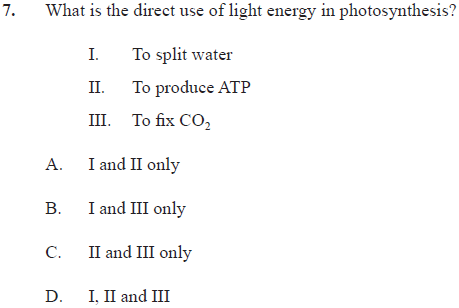 7. What is the direct use of light energy in photosynthesis?
I. To split water
II. To produce ATP
III. To fix CO₂
A. I and II only
B. I and III only
C. II and III only
D. I, II and III